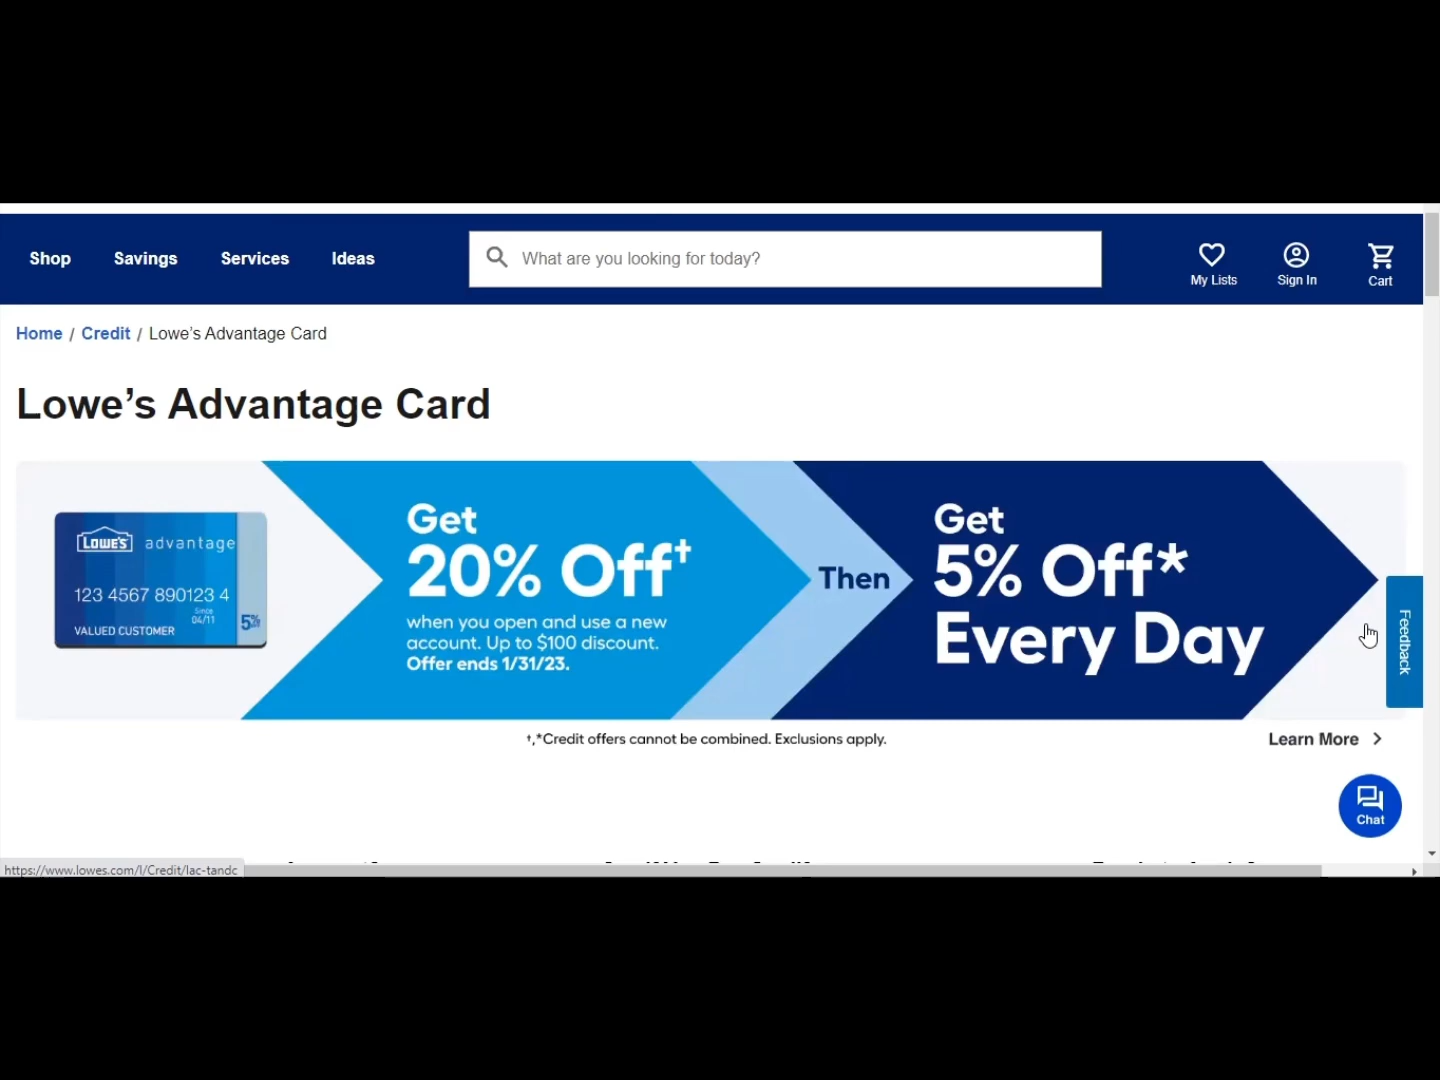 Shop Savings Services Ideas
What are you looking for today?
My Lists Sign In Cart
Home / Credit / Lowe's Advantage Card
Lowe's Advantage Card
LOWE'S advantage
123 4567 890123 4
Since
04/11
VALUED CUSTOMER
5%
Get
20% Off†
when you open and use a new
account. Up to $100 discount.
Offer ends 1/31/23.
Then
Get
5% Off*
Every Day
Feedback
†,*Credit offers cannot be combined. Exclusions apply.
Learn More
Chat
https://www.lowes.com/l/Credit/lac-tandc